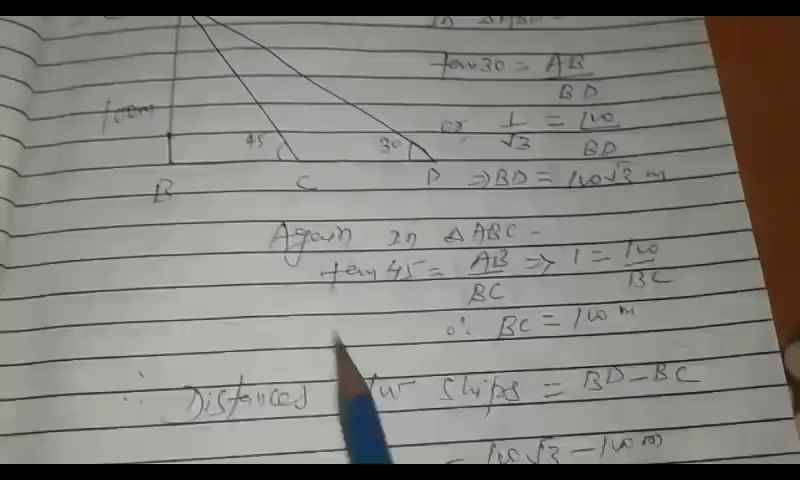 tan30 = AB / BD
100m
or 1 / √3 = 100 / BD
45 30
B C D ⇒ BD = 100√3 m
Again In △ABC -
tan 45 = AB / BC ⇒ 1 = 100 / BC
∴ BC = 100 m
∴ Distances ships = BD - BC
= 100√3 - 100 m